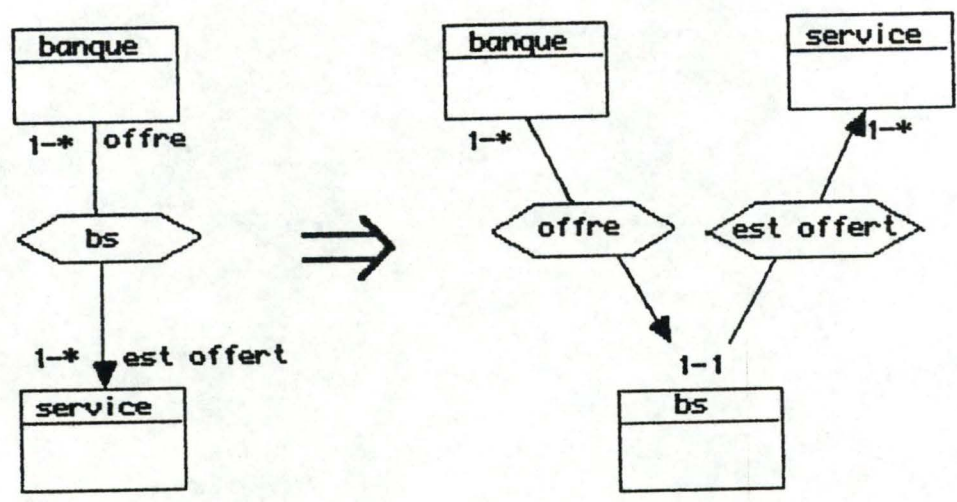 banque
1-* offre
bs
1-* est offert
service
banque
1-*
offre
service
1-*
est offert
1-1
bs